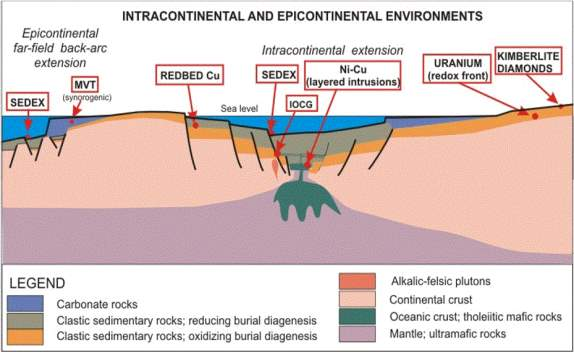 INTRACONTINENTAL AND EPICONTINENTAL ENVIRONMENTS
Epicontinental
far-field back-arc
extension
Intracontinental extension
SEDEX
MVT
(synorogenic)
REDBED Cu
Sea level
SEDEX
IOCG
Ni-Cu
(layered intrusions)
URANIUM
(redox front)
KIMBERLITE
DIAMONDS
LEGEND
Carbonate rocks
Clastic sedimentary rocks; reducing burial diagenesis
Clastic sedimentary rocks; oxidizing burial diagenesis
Alkalic-felsic plutons
Continental crust
Oceanic crust; tholeiitic mafic rocks
Mantle; ultramafic rocks